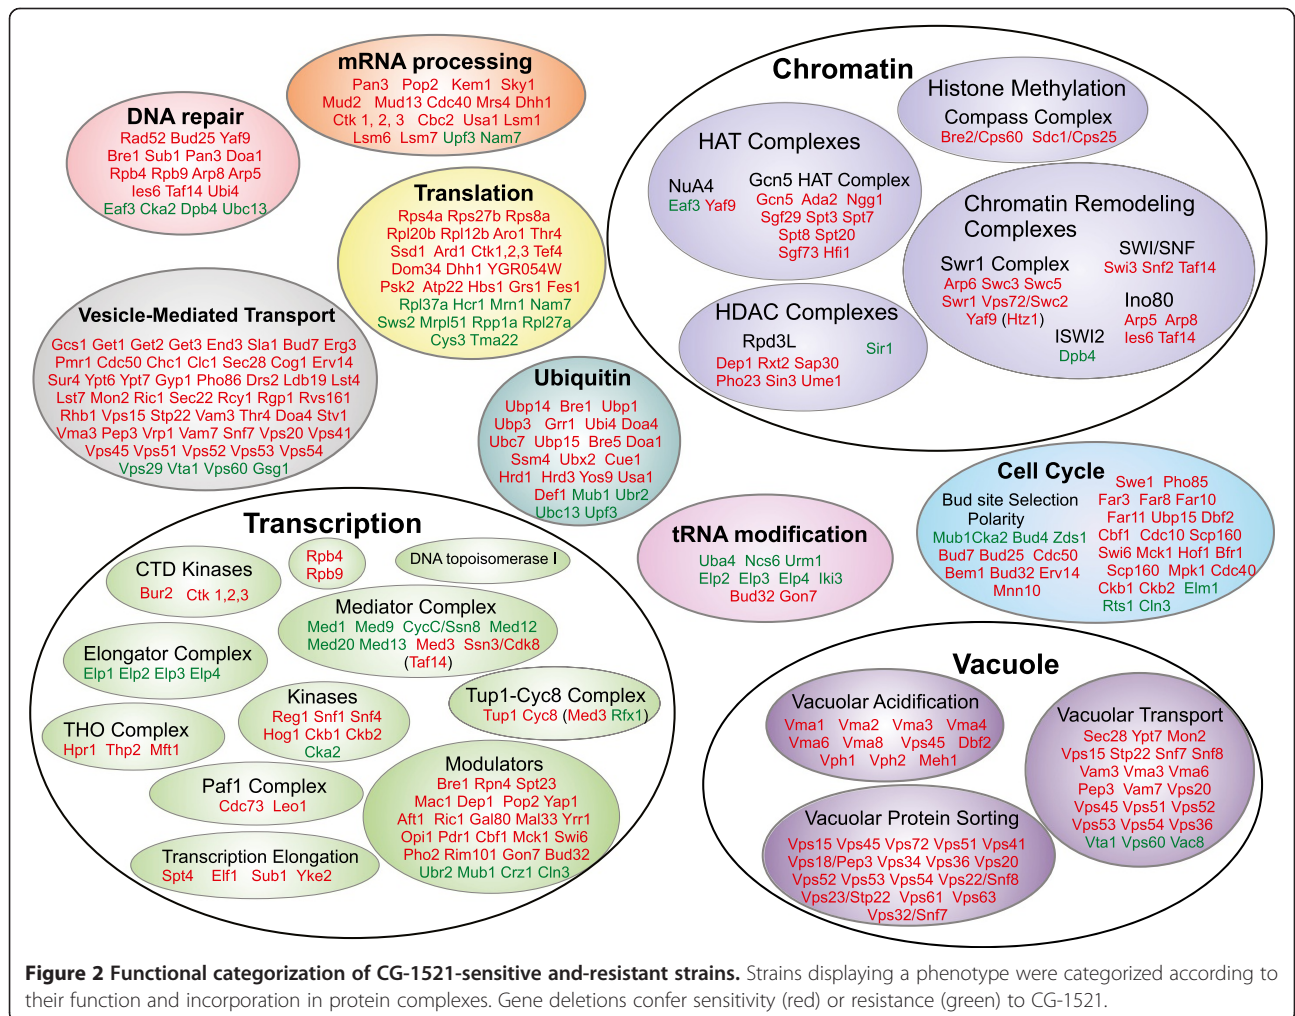 mRNA processing
Pan3 Pop2 Kem1 Sky1
Mud2 Mud13 Cdc40 Mrs4 Dhh1
Ctk 1, 2, 3 Cbc2 Usa1 Lsm1
Lsm6 Lsm7 Upf3 Nam7
DNA repair
Rad52 Bud25 Yaf9
Bre1 Sub1 Pan3 Doa1
Rpb4 Rpb9 Arp8 Arp5
Ies6 Taf14 Ubi4
Eaf3 Cka2 Dpb4 Ubc13
Translation
Rps4a Rps27b Rps8a
Rpl20b Rpl12b Aro1 Thr4
Ssd1 Ard1 Ctk1,2,3 Tef4
Dom34 Dhh1 YGR054W
Psk2 Atp22 Hbs1 Grs1 Fes1
Rpl37a Hcr1 Mrn1 Nam7
Sws2 Mrpl51 Rpp1a Rpl27a
Cys3 Tma22
Vesicle-Mediated Transport
Gcs1 Get1 Get2 Get3 End3 Sla1 Bud7 Erg3
Pmr1 Cdc50 Chc1 Clc1 Sec28 Cog1 Erv14
Sur4 Ypt6 Ypt7 Gyp1 Pho86 Drs2 Ldb19 Lst4
Lst7 Mon2 Ric1 Sec22 Rcy1 Rgp1 Rvs161
Rhb1 Vps15 Stp22 Vam3 Thr4 Doa4 Stv1
Vma3 Pep3 Vrp1 Vam7 Snf7 Vps20 Vps41
Vps45 Vps51 Vps52 Vps53 Vps54
Vps29 Vta1 Vps60 Gsg1
Ubiquitin
Ubp14 Bre1 Ubp1
Ubp3 Grr1 Ubi4 Doa4
Ubc7 Ubp15 Bre5 Doa1
Ssm4 Ubx2 Cue1
Hrd1 Hrd3 Yos9 Usa1
Def1 Mub1 Ubr2
Ubc13 Upf3
Chromatin
Histone Methylation
Compass Complex
Bre2/Cps60 Sdc1/Cps25
HAT Complexes
NuA4
Eaf3 Yaf9
Gcn5 HAT Complex
Gcn5 Ada2 Ngg1
Sgf29 Spt3 Spt7
Spt8 Spt20
Sgf73 Hfi1
Chromatin Remodeling
Complexes
SWI/SNF
Swi3 Snf2 Taf14
Swr1 Complex
Arp6 Swc3 Swc5
Swr1 Vps72/Swc2
Yaf9 (Htz1)
Ino80
Arp5 Arp8
Ies6 Taf14
ISWI2
Dpb4
HDAC Complexes
Rpd3L
Dep1 Rxt2 Sap30
Pho23 Sin3 Ume1
Sir1
Cell Cycle
Bud site Selection
Polarity
Mub1Cka2 Bud4 Zds1
Bud7 Bud25 Cdc50
Bem1 Bud32 Erv14
Mnn10
Swe1 Pho85
Far3 Far8 Far10
Far11 Ubp15 Dbf2
Cbf1 Cdc10 Scp160
Swi6 Mck1 Hof1 Bfr1
Scp160 Mpk1 Cdc40
Ckb1 Ckb2 Elm1
Rts1 Cln3
tRNA modification
Uba4 Ncs6 Urm1
Elp2 Elp3 Elp4 Iki3
Bud32 Gon7
Transcription
CTD Kinases
Bur2 Ctk 1,2,3
Rpb4
Rpb9
DNA topoisomerase I
Mediator Complex
Med1 Med9 CycC/Ssn8 Med12
Med20 Med13 Med3 Ssn3/Cdk8
(Taf14)
Elongator Complex
Elp1 Elp2 Elp3 Elp4
Kinases
Reg1 Snf1 Snf4
Hog1 Ckb1 Ckb2
Cka2
Tup1-Cyc8 Complex
Tup1 Cyc8 (Med3 Rfx1)
THO Complex
Hpr1 Thp2 Mft1
Paf1 Complex
Cdc73 Leo1
Modulators
Bre1 Rpn4 Spt23
Mac1 Dep1 Pop2 Yap1
Aft1 Ric1 Gal80 Mal33 Yrr1
Opi1 Pdr1 Cbf1 Mck1 Swi6
Pho2 Rim101 Gon7 Bud32
Ubr2 Mub1 Crz1 Cln3
Transcription Elongation
Spt4 Elf1 Sub1 Yke2
Vacuole
Vacuolar Acidification
Vma1 Vma2 Vma3 Vma4
Vma6 Vma8 Vps45 Dbf2
Vph1 Vph2 Meh1
Vacuolar Transport
Sec28 Ypt7 Mon2
Vps15 Stp22 Snf7 Snf8
Vam3 Vma3 Vma6
Pep3 Vam7 Vps20
Vps45 Vps51 Vps52
Vps53 Vps54 Vps36
Vta1 Vps60 Vac8
Vacuolar Protein Sorting
Vps15 Vps45 Vps72 Vps51 Vps41
Vps18/Pep3 Vps34 Vps36 Vps20
Vps52 Vps53 Vps54 Vps22/Snf8
Vps23/Stp22 Vps61 Vps63
Vps32/Snf7
Figure 2 Functional categorization of CG-1521-sensitive and-resistant strains. Strains displaying a phenotype were categorized according to
their function and incorporation in protein complexes. Gene deletions confer sensitivity (red) or resistance (green) to CG-1521.